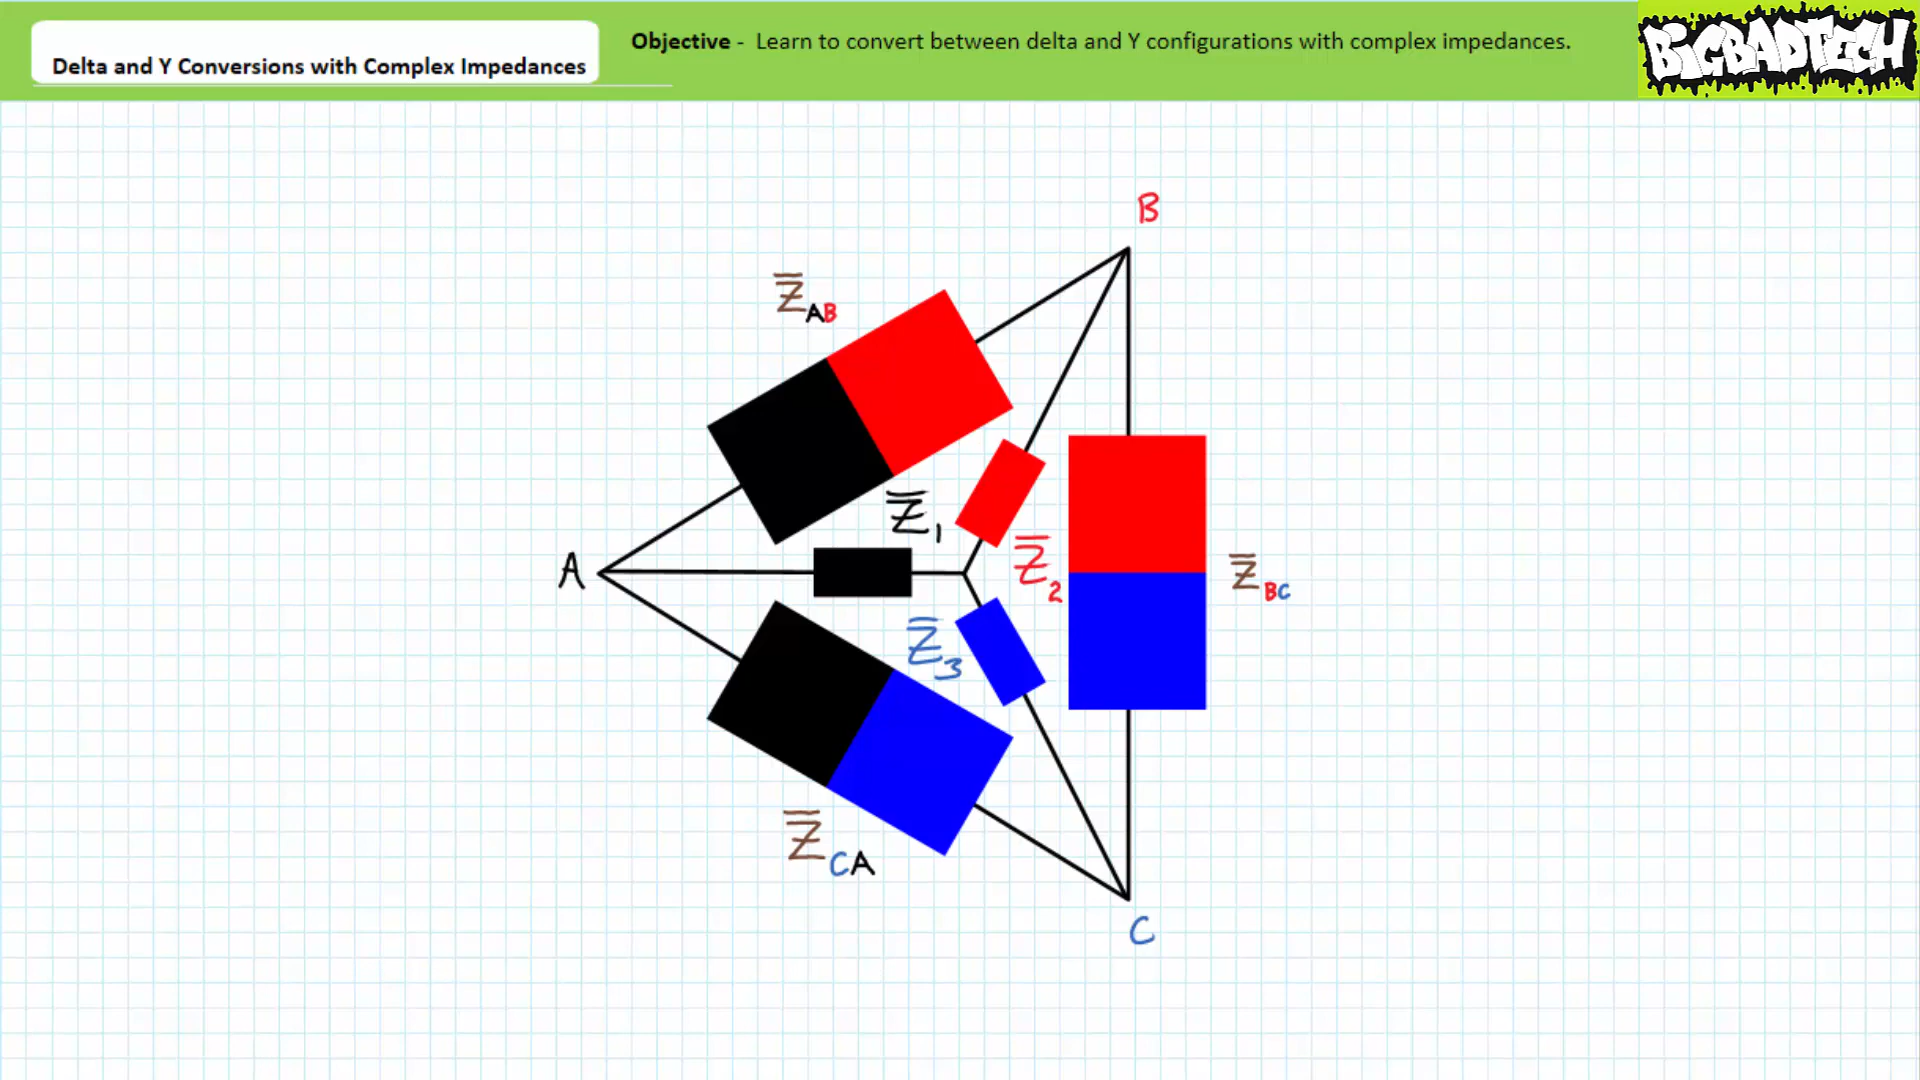 Delta and Y Conversions with Complex Impedances
Objective - Learn to convert between delta and Y configurations with complex impedances.
BIGBADTECH
B
Z̅AB
Z̅1
A
Z̅2
Z̅BC
Z̅3
Z̅CA
C